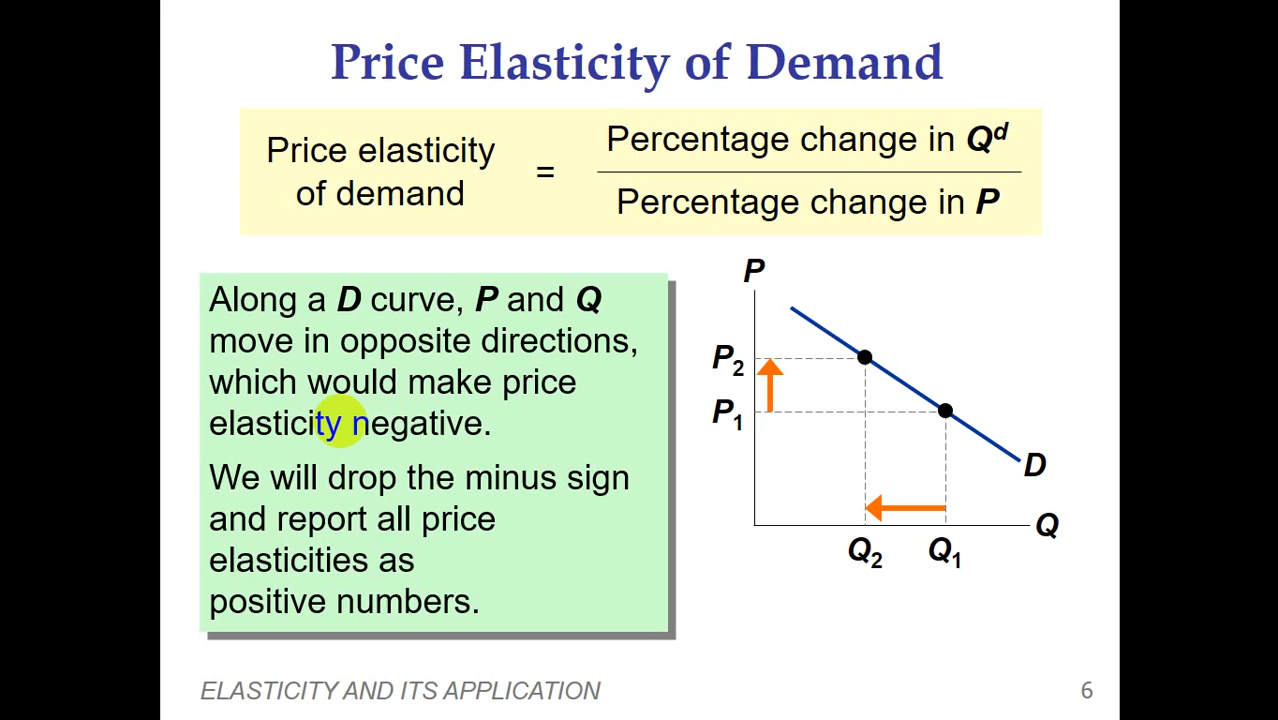 Price Elasticity of Demand
Price elasticity
of demand
=
Percentage change in Qᵈ
Percentage change in P
Along a D curve, P and Q
move in opposite directions,
which would make price
elasticity negative.
We will drop the minus sign
and report all price
elasticities as
positive numbers.
P
P₂
P₁
D
Q
Q₂
Q₁
ELASTICITY AND ITS APPLICATION
6